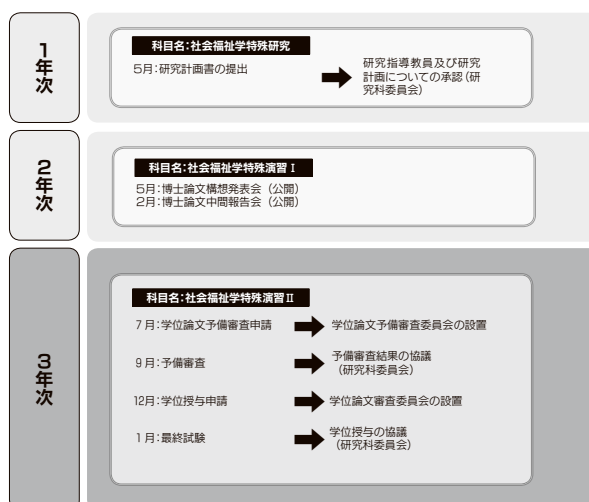 1年次
科目名:社会福祉学特殊研究
5月:研究計画書の提出
研究指導教員及び研究
計画についての承認(研
究科委員会)
2年次
科目名:社会福祉学特殊演習Ⅰ
5月:博士論文構想発表会(公開)
2月:博士論文中間報告会(公開)
3年次
科目名:社会福祉学特殊演習Ⅱ
7月:学位論文予備審査申請
学位論文予備審査委員会の設置
9月:予備審査
予備審査結果の協議
(研究科委員会)
12月:学位授与申請
学位論文審査委員会の設置
1月:最終試験
学位授与の協議
(研究科委員会)